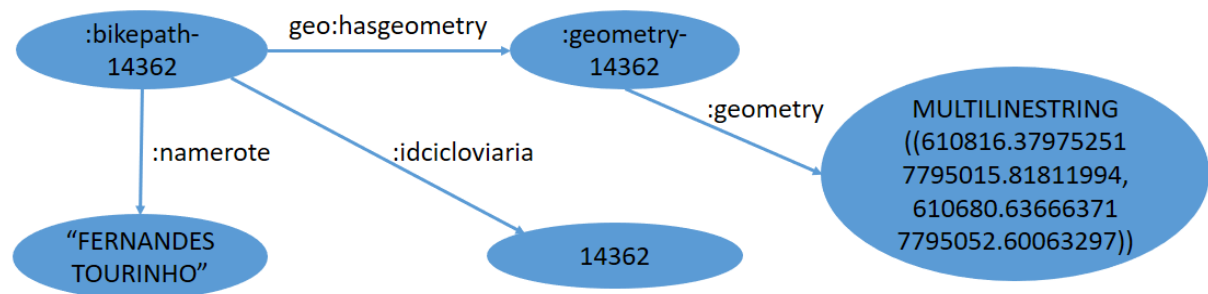 :bikepath-
14362
geo:hasgeometry
:geometry-
14362
:namerote
:idcicloviaria
:geometry
MULTILINESTRING
((610816.37975251
7795015.81811994,
610680.63666371
7795052.60063297))
“FERNANDES
TOURINHO”
14362